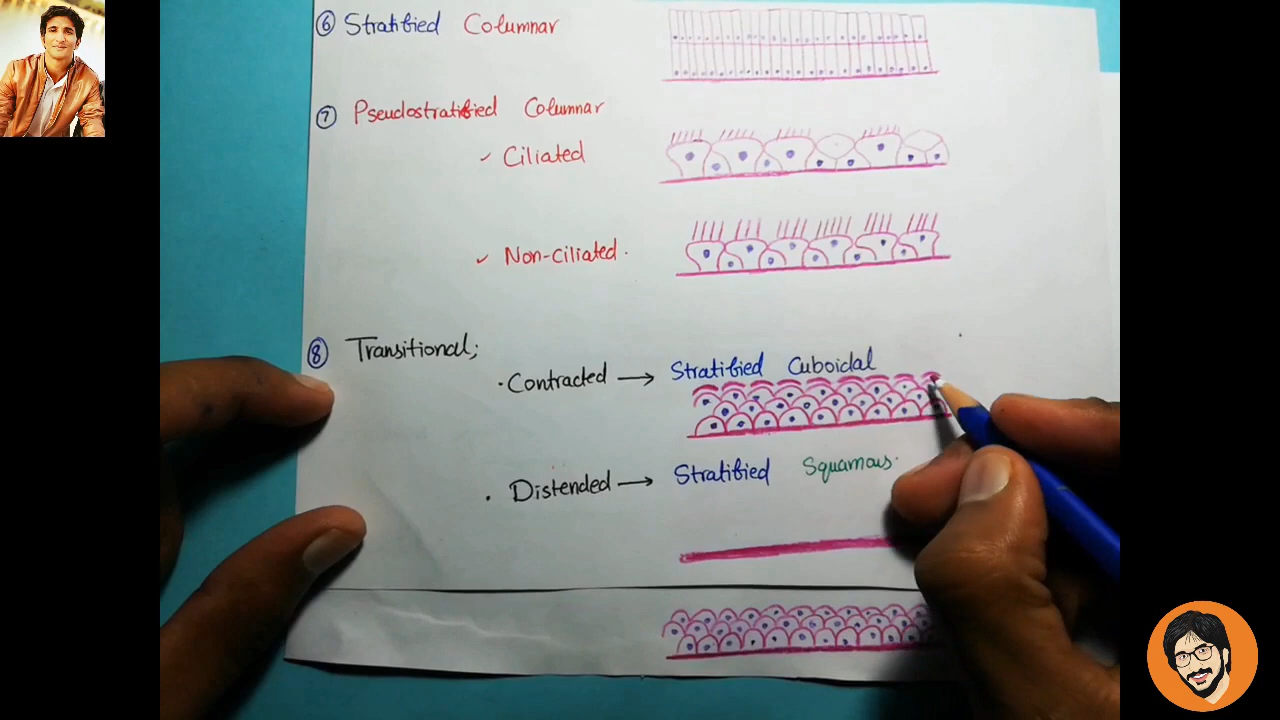 ⑥ Stratified Columnar
⑦ Pseudostratified Columnar
✓ Ciliated
✓ Non-ciliated.
⑧ Transitional;
• Contracted → Stratified Cuboidal
• Distended → Stratified Squamous.